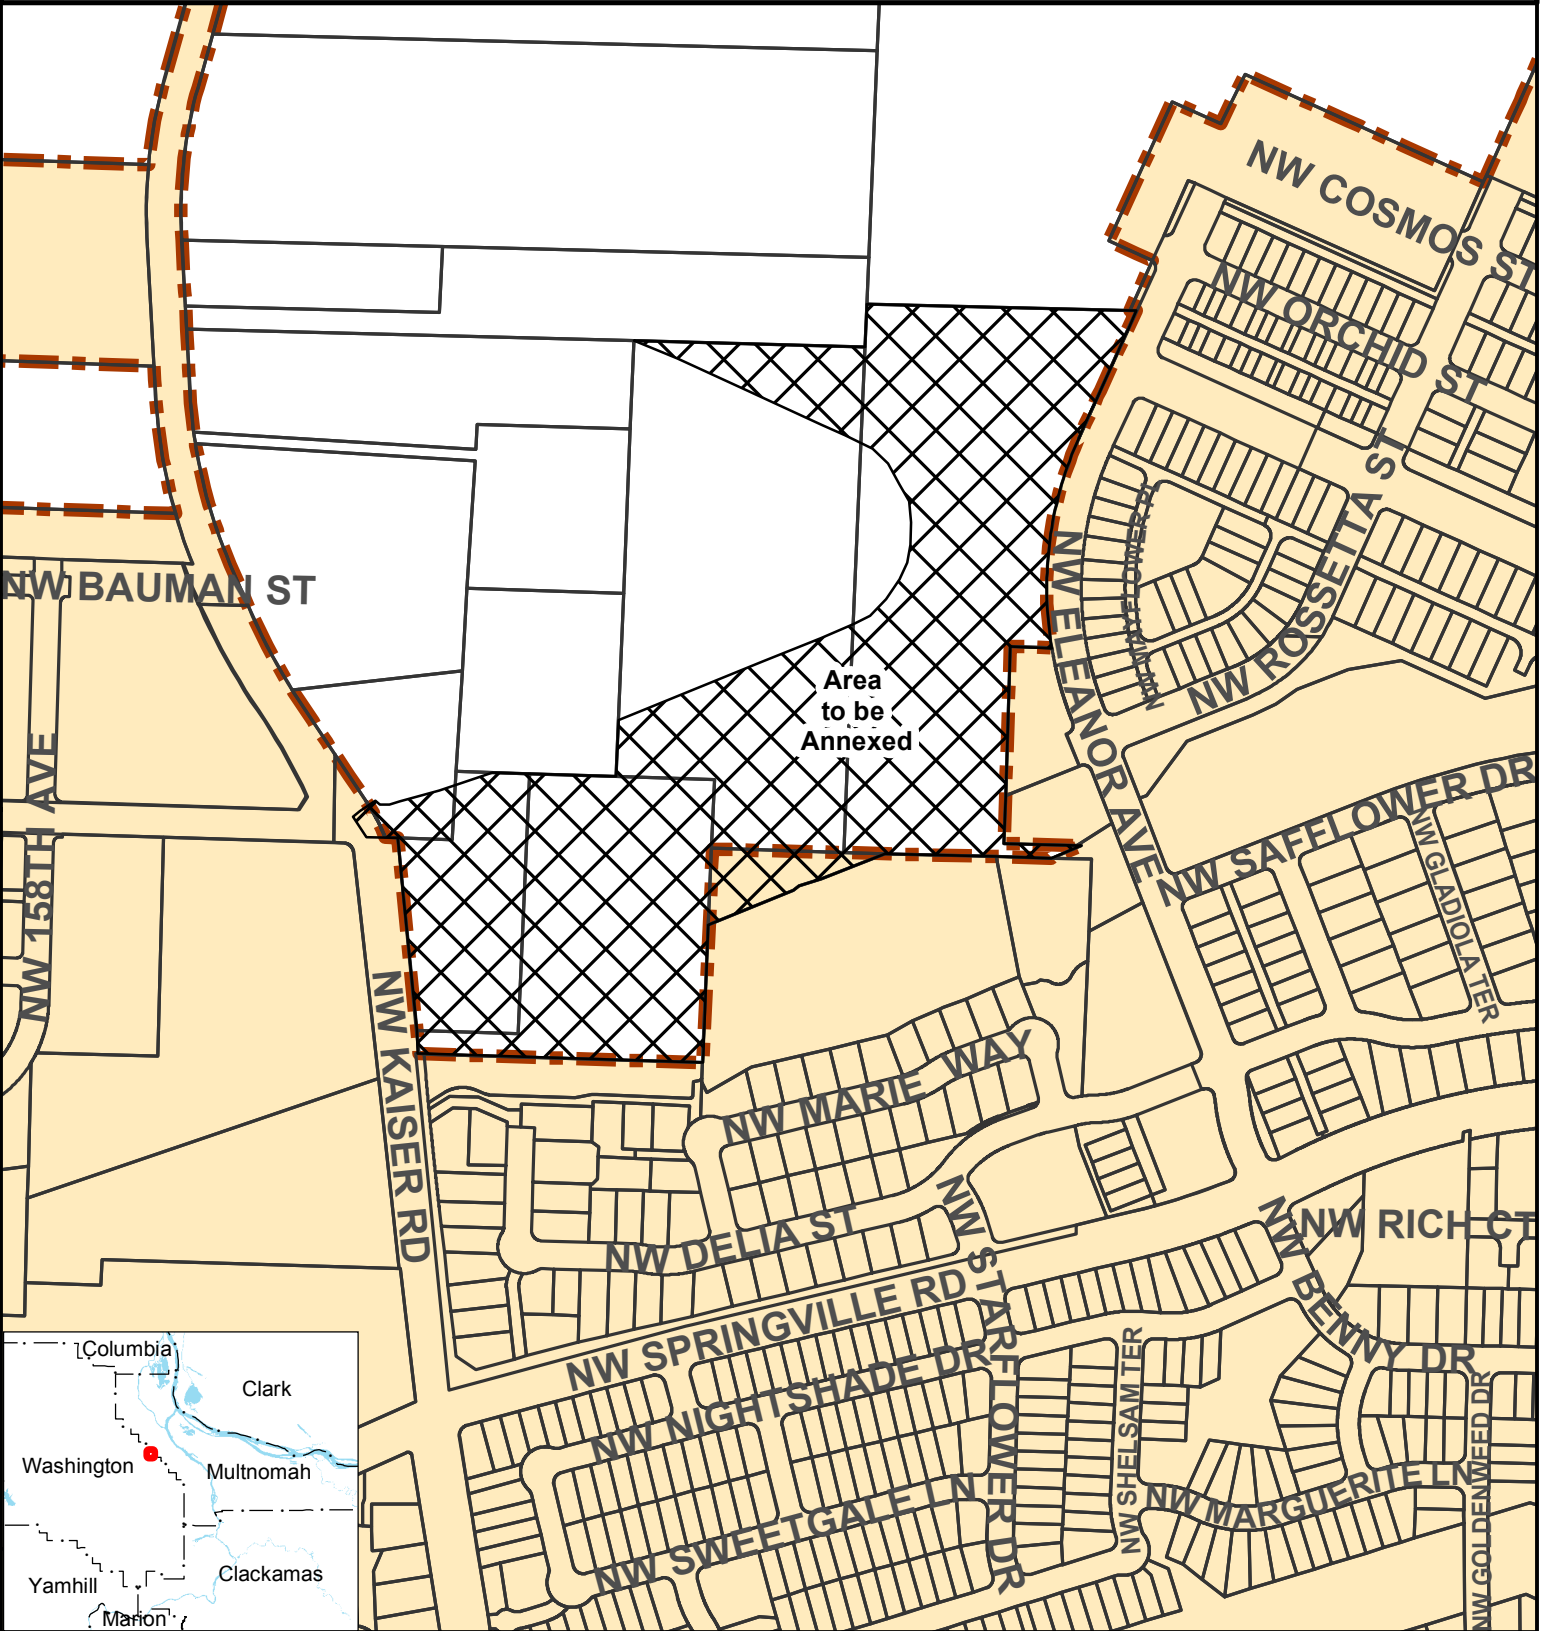 NW COSMOS ST
NW ORCHID ST
NW ROSSETTA ST
NW MAYFLOWER PL
NW BAUMAN ST
NW ELEANOR AVE
Area
to be
Annexed
NW 158TH AVE
NW SAFFLOWER DR
NW GLADIOLA TER
NW KAISER RD
NW MARIE WAY
NW DELIA ST
NW STARFLOWER DR
NW RICH CT
NW BENNY DR
NW SPRINGVILLE RD
NW NIGHTSHADE DR
NW SHELSAM TER
NW GOLDENWEED DR
NW MARGUERITE LN
NW SWEETGALE LN
Columbia
Clark
Washington
Multnomah
Yamhill
Clackamas
Marion